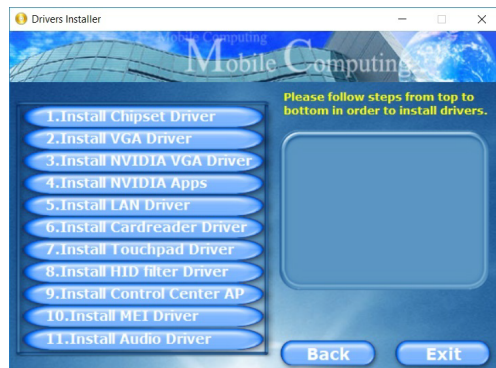 Drivers Installer
Mobile Computing
Mobile Computing
Please follow steps from top to
bottom in order to install drivers.
1.Install Chipset Driver
2.Install VGA Driver
3.Install NVIDIA VGA Driver
4.Install NVIDIA Apps
5.Install LAN Driver
6.Install Cardreader Driver
7.Install Touchpad Driver
8.Install HID filter Driver
9.Install Control Center AP
10.Install MEI Driver
11.Install Audio Driver
Back
Exit